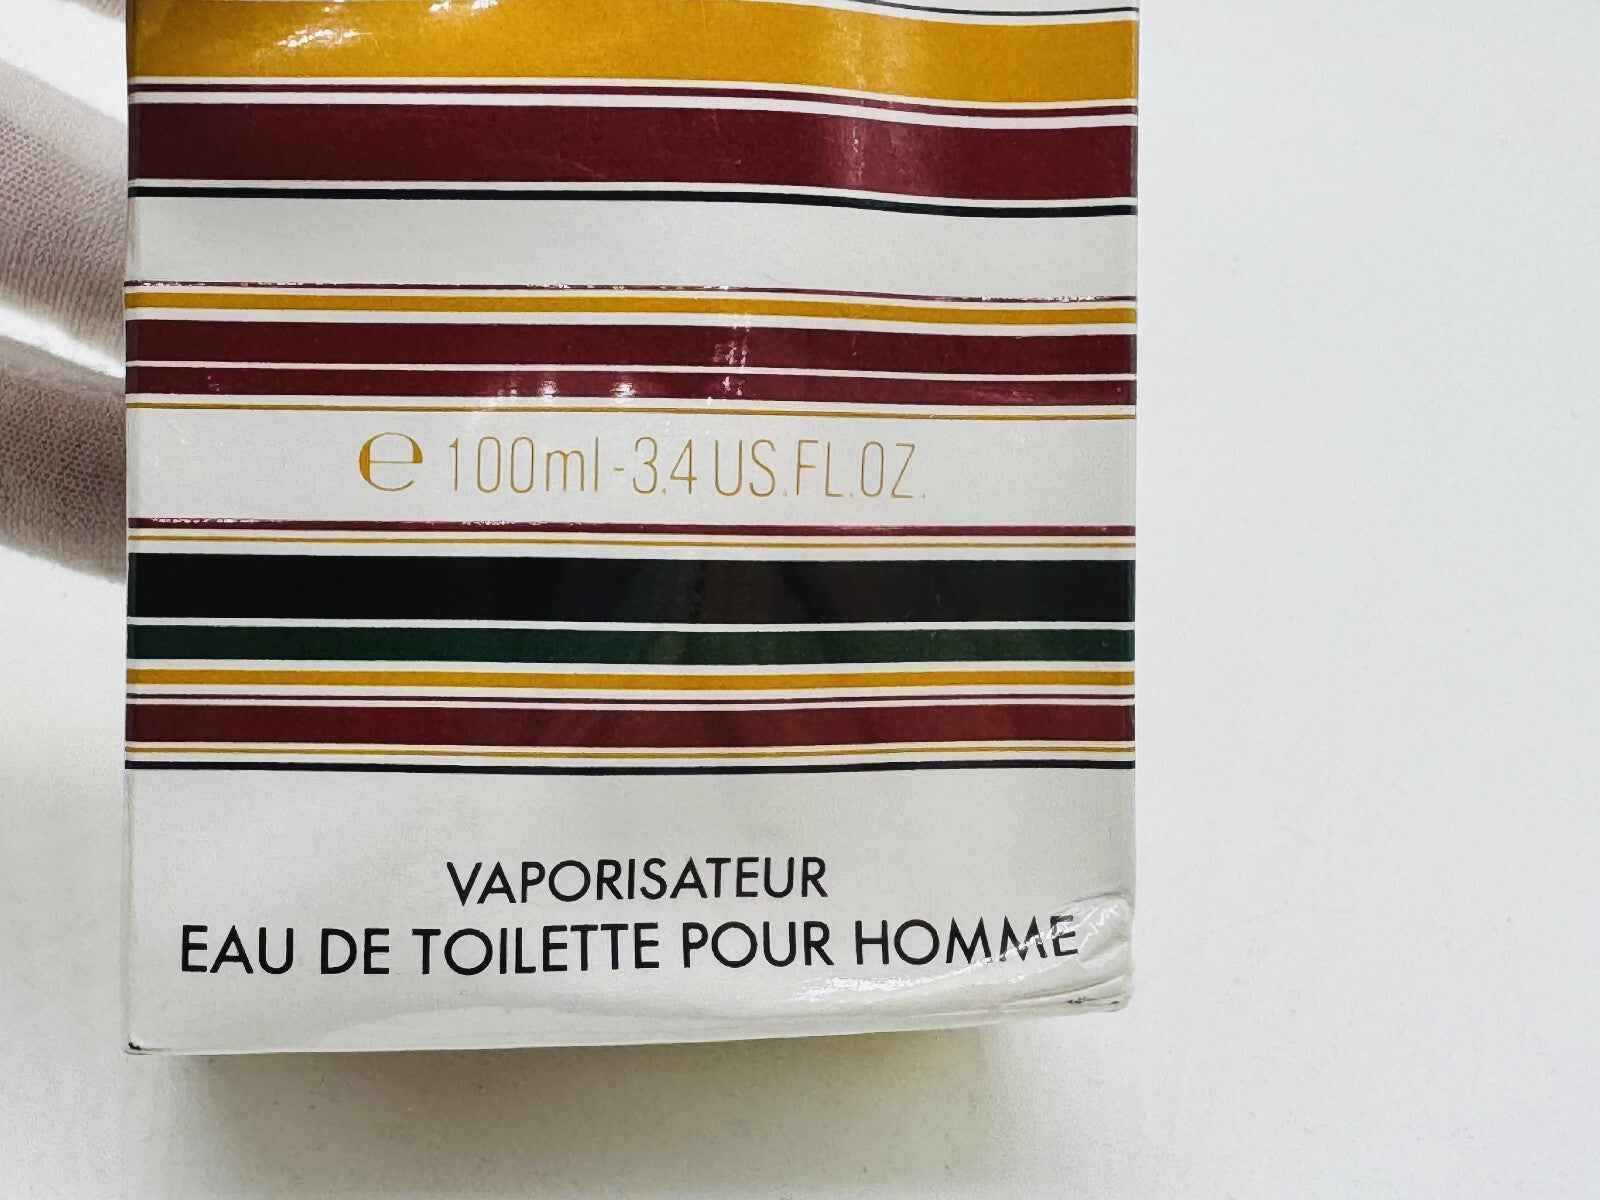 ℮ 100ml-3.4 US.FL.OZ.
VAPORISATEUR
EAU DE TOILETTE POUR HOMME